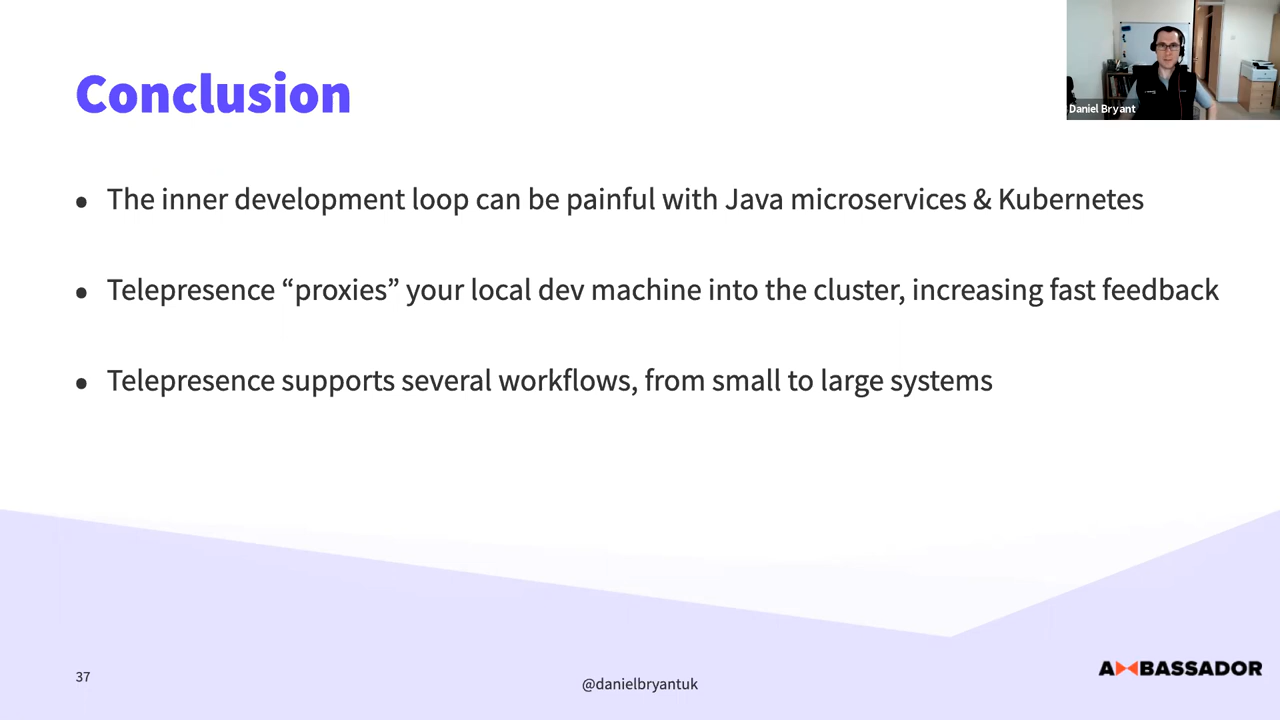 Conclusion
Daniel Bryant
● The inner development loop can be painful with Java microservices & Kubernetes
● Telepresence “proxies” your local dev machine into the cluster, increasing fast feedback
● Telepresence supports several workflows, from small to large systems
37
@danielbryantuk
AMBASSADOR